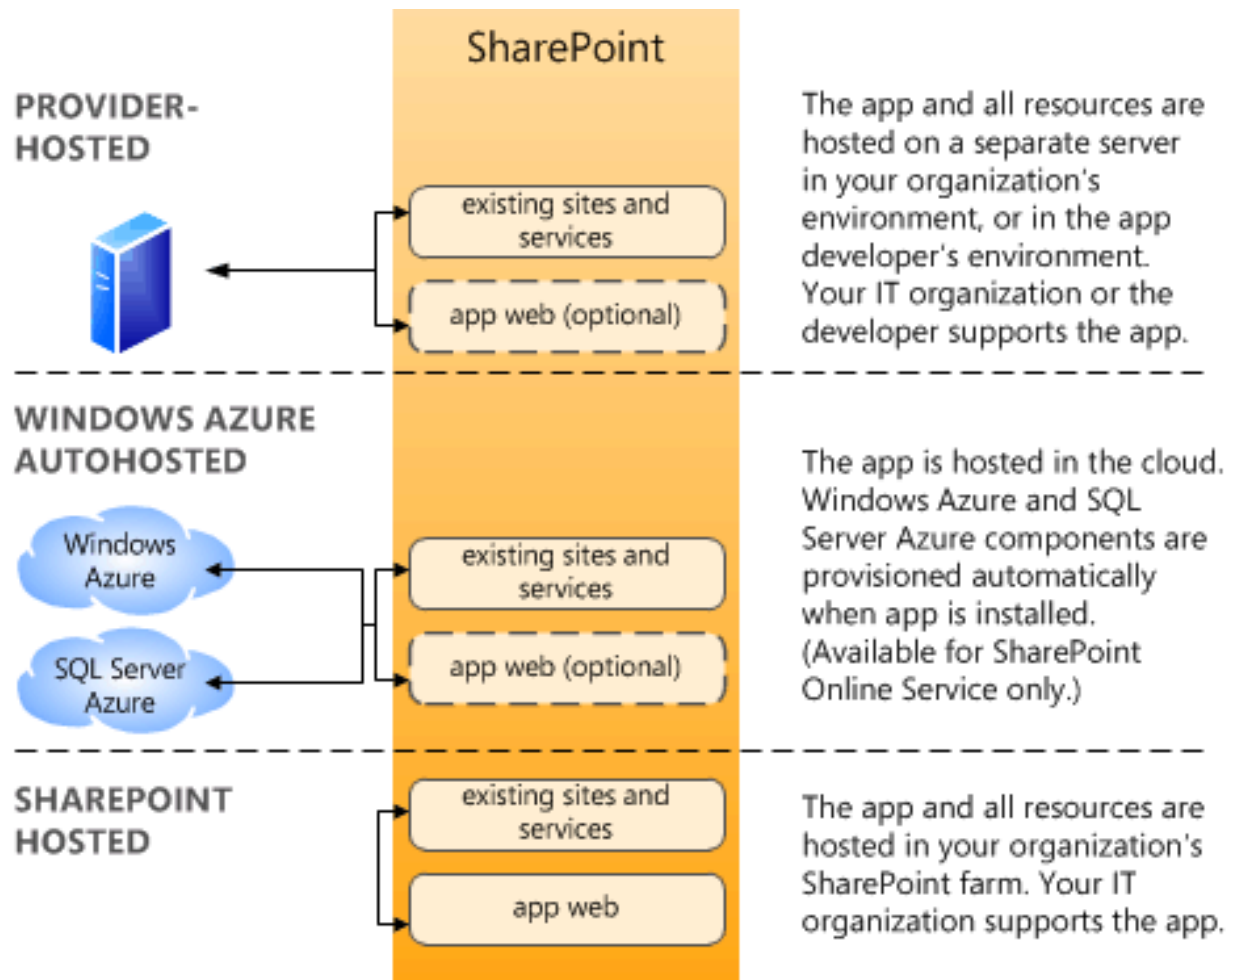 SharePoint
PROVIDER-
HOSTED
existing sites and
services
app web (optional)
The app and all resources are
hosted on a separate server
in your organization's
environment, or in the app
developer's environment.
Your IT organization or the
developer supports the app.
WINDOWS AZURE
AUTOHOSTED
Windows
Azure
SQL Server
Azure
existing sites and
services
app web (optional)
The app is hosted in the cloud.
Windows Azure and SQL
Server Azure components are
provisioned automatically
when app is installed.
(Available for SharePoint
Online Service only.)
SHAREPOINT
HOSTED
existing sites and
services
app web
The app and all resources are
hosted in your organization's
SharePoint farm. Your IT
organization supports the app.